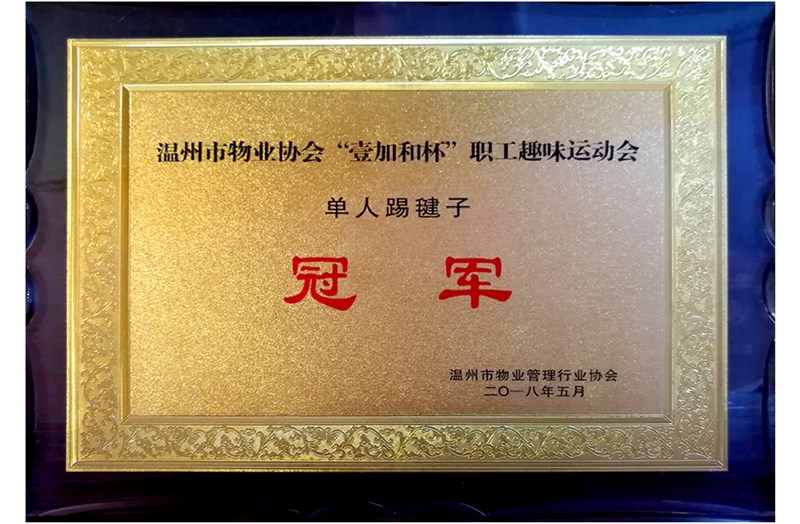 温州市物业协会“壹加和杯”职工趣味运动会
单人踢毽子
冠军
温州市物业管理行业协会
二〇一八年五月